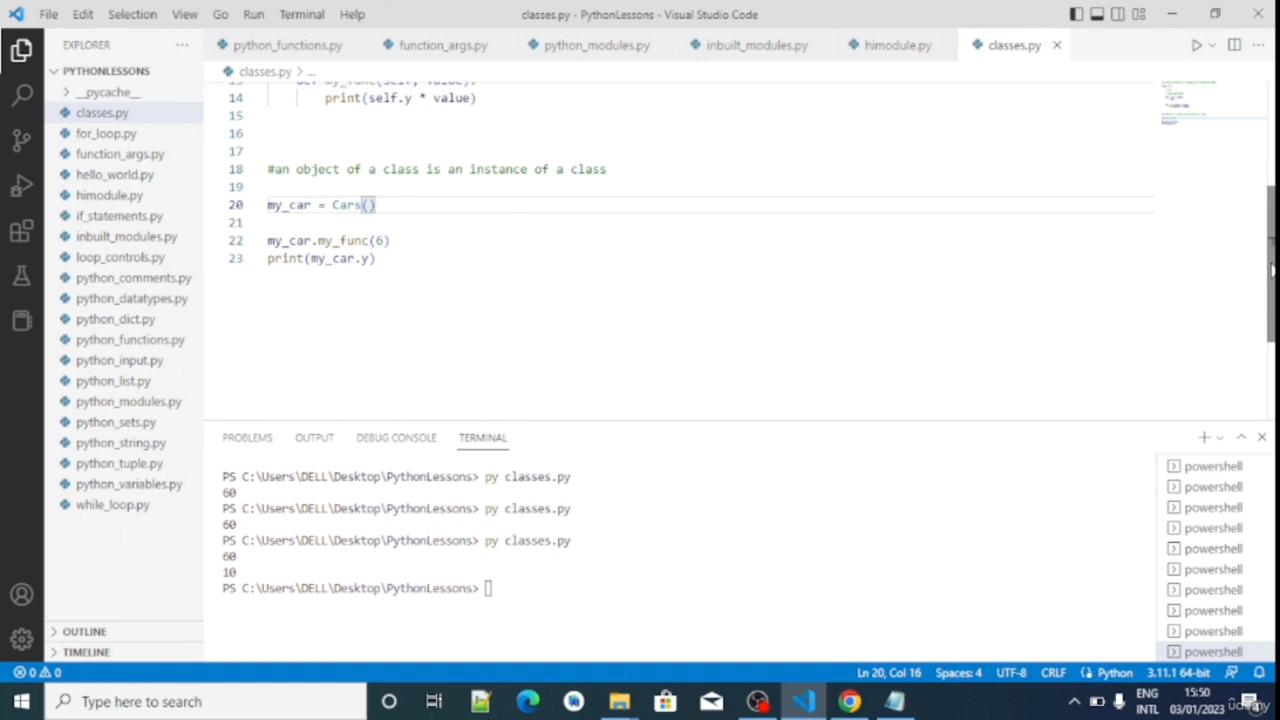 File Edit Selection View Go Run Terminal Help classes.py - PythonLessons - Visual Studio Code
EXPLORER python_functions.py function_args.py python_modules.py inbuilt_modules.py himodule.py classes.py
PYTHONLESSONS
classes.py > ...
__pycache__
classes.py
for_loop.py
function_args.py
hello_world.py
himodule.py
if_statements.py
inbuilt_modules.py
loop_controls.py
python_comments.py
python_datatypes.py
python_dict.py
python_functions.py
python_input.py
python_list.py
python_modules.py
python_sets.py
python_string.py
python_tuple.py
python_variables.py
while_loop.py
OUTLINE
TIMELINE
13 def my_func(self, value):
14 print(self.y * value)
15
16
17
18 #an object of a class is an instance of a class
19
20 my_car = Cars()
21
22 my_car.my_func(6)
23 print(my_car.y)
PROBLEMS OUTPUT DEBUG CONSOLE TERMINAL
PS C:\Users\DELL\Desktop\PythonLessons> py classes.py
60
PS C:\Users\DELL\Desktop\PythonLessons> py classes.py
60
PS C:\Users\DELL\Desktop\PythonLessons> py classes.py
60
10
PS C:\Users\DELL\Desktop\PythonLessons>
powershell
powershell
powershell
powershell
powershell
powershell
powershell
powershell
powershell
powershell
0 0 Ln 20, Col 16 Spaces: 4 UTF-8 CRLF Python 3.11.1 64-bit
Type here to search
ENG
INTL
15:50
03/01/2023
udemy